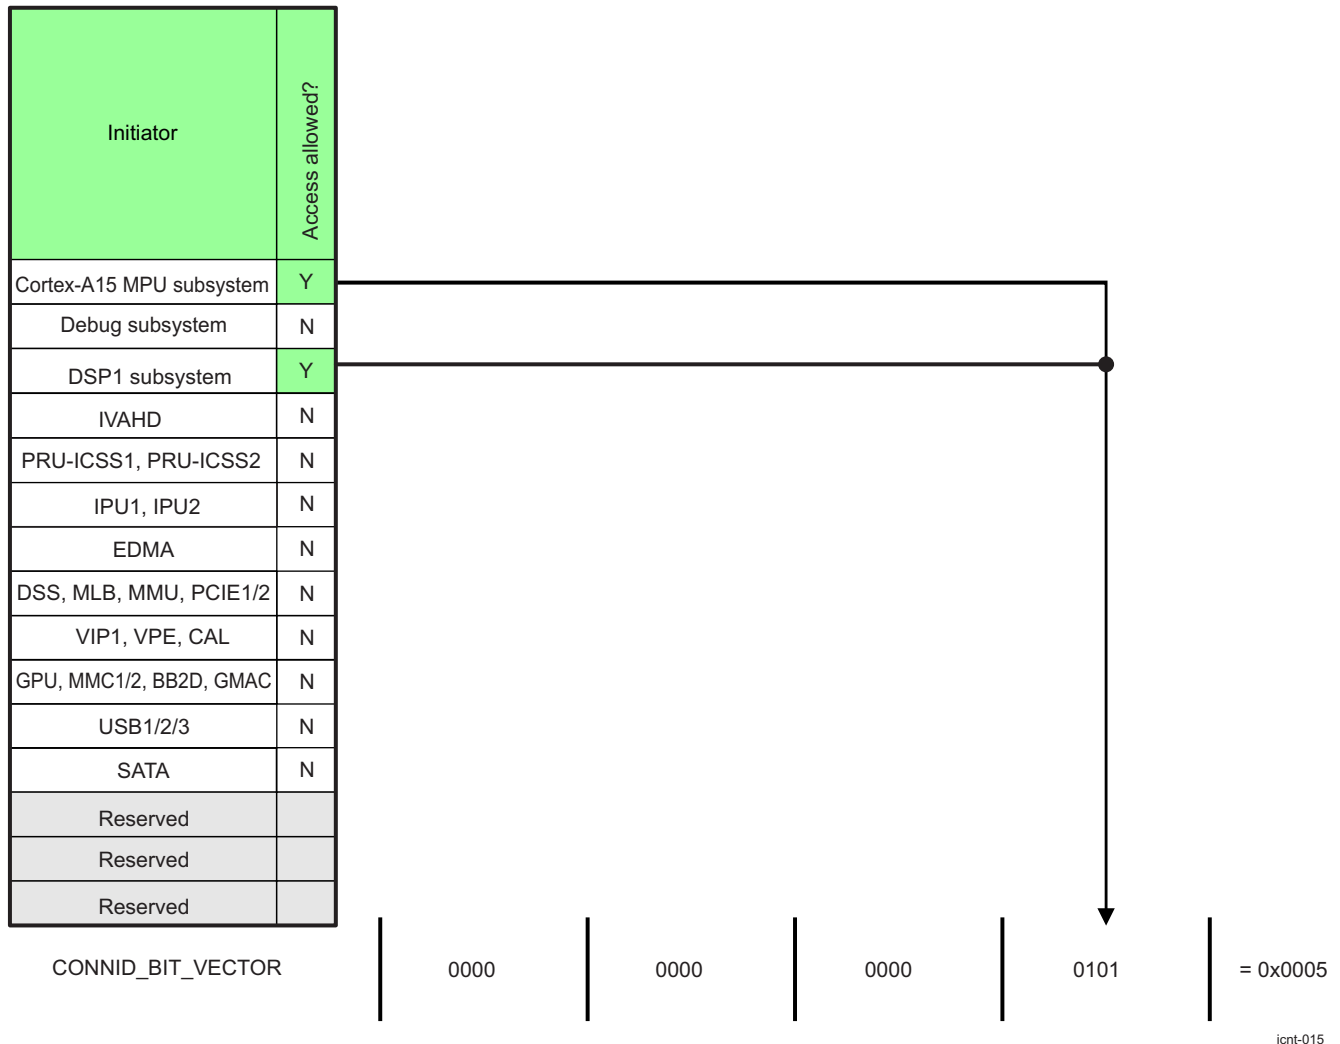 Initiator
Access allowed?
Cortex-A15 MPU subsystem Y
Debug subsystem N
DSP1 subsystem Y
IVAHD N
PRU-ICSS1, PRU-ICSS2 N
IPU1, IPU2 N
EDMA N
DSS, MLB, MMU, PCIE1/2 N
VIP1, VPE, CAL N
GPU, MMC1/2, BB2D, GMAC N
USB1/2/3 N
SATA N
Reserved
Reserved
Reserved
CONNID_BIT_VECTOR 0000 0000 0000 0101 = 0x0005
icnt-015